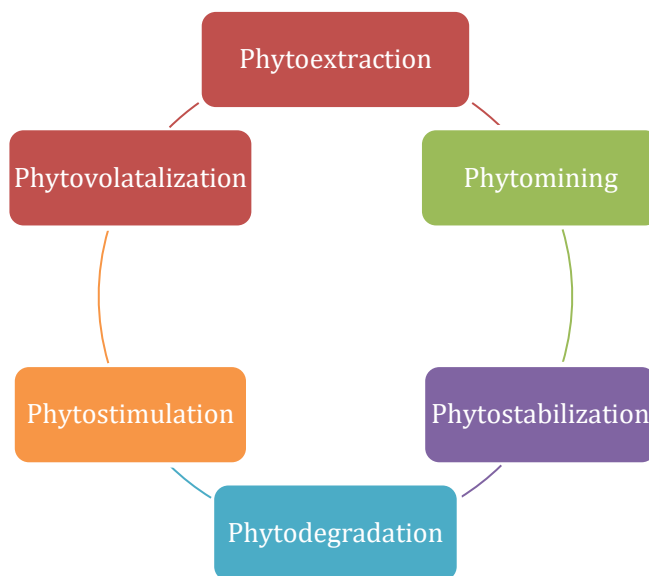 Phytoextraction
Phytovolatalization
Phytomining
Phytostimulation
Phytostabilization
Phytodegradation